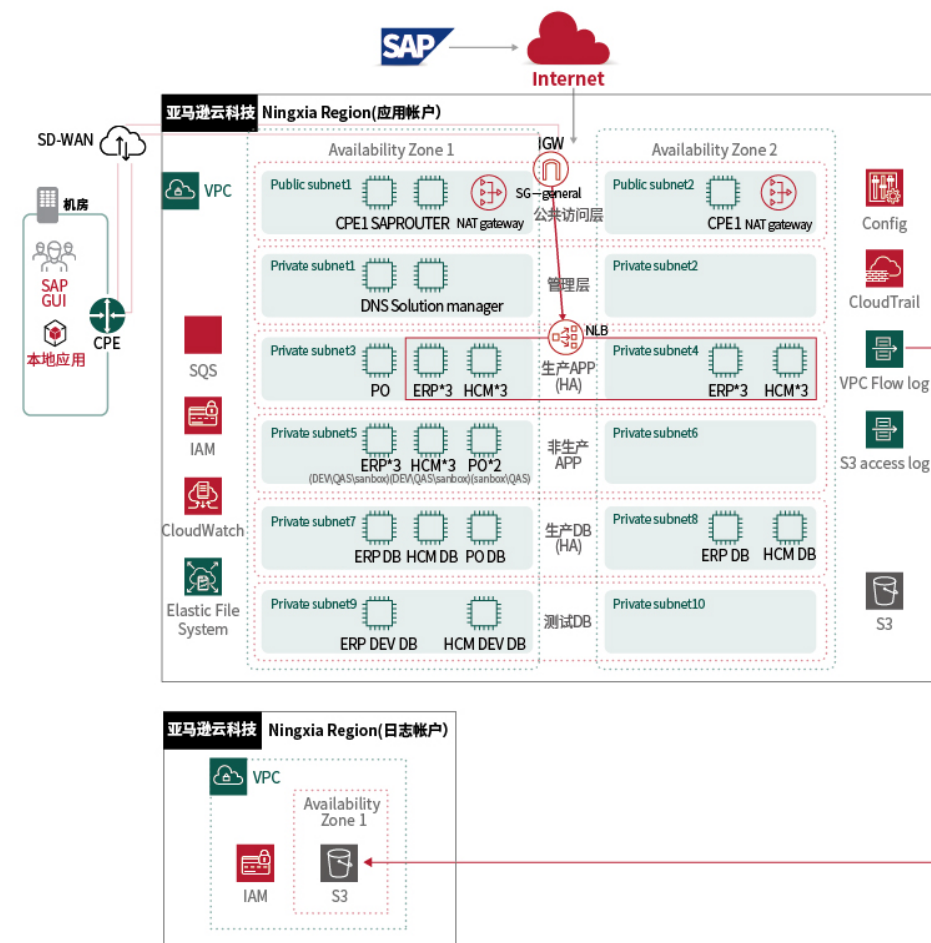 SAP
Internet
亚马逊云科技
Ningxia Region(应用帐户)
SD-WAN
机房
SAP
GUI
本地应用
CPE
VPC
SQS
IAM
CloudWatch
Elastic File
System
Availability Zone 1
IGW
Availability Zone 2
Public subnet1
CPE1 SAPROUTER
NAT gateway
SG—general
公共访问层
Public subnet2
CPE1
NAT gateway
Private subnet1
DNS Solution manager
管理层
Private subnet2
Private subnet3
PO
ERP*3
HCM*3
NLB
生产APP
(HA)
Private subnet4
ERP*3
HCM*3
Private subnet5
ERP*3
HCM*3
PO*2
(DEV\QAS\sanbox)(DEV\QAS\sanbox)(sanbox\QAS)
非生产
APP
Private subnet6
Private subnet7
ERP DB
HCM DB
PO DB
生产DB
(HA)
Private subnet8
ERP DB
HCM DB
Private subnet9
ERP DEV DB
HCM DEV DB
测试DB
Private subnet10
Config
CloudTrail
VPC Flow log
S3 access log
S3
亚马逊云科技
Ningxia Region(日志帐户)
VPC
Availability
Zone 1
IAM
S3